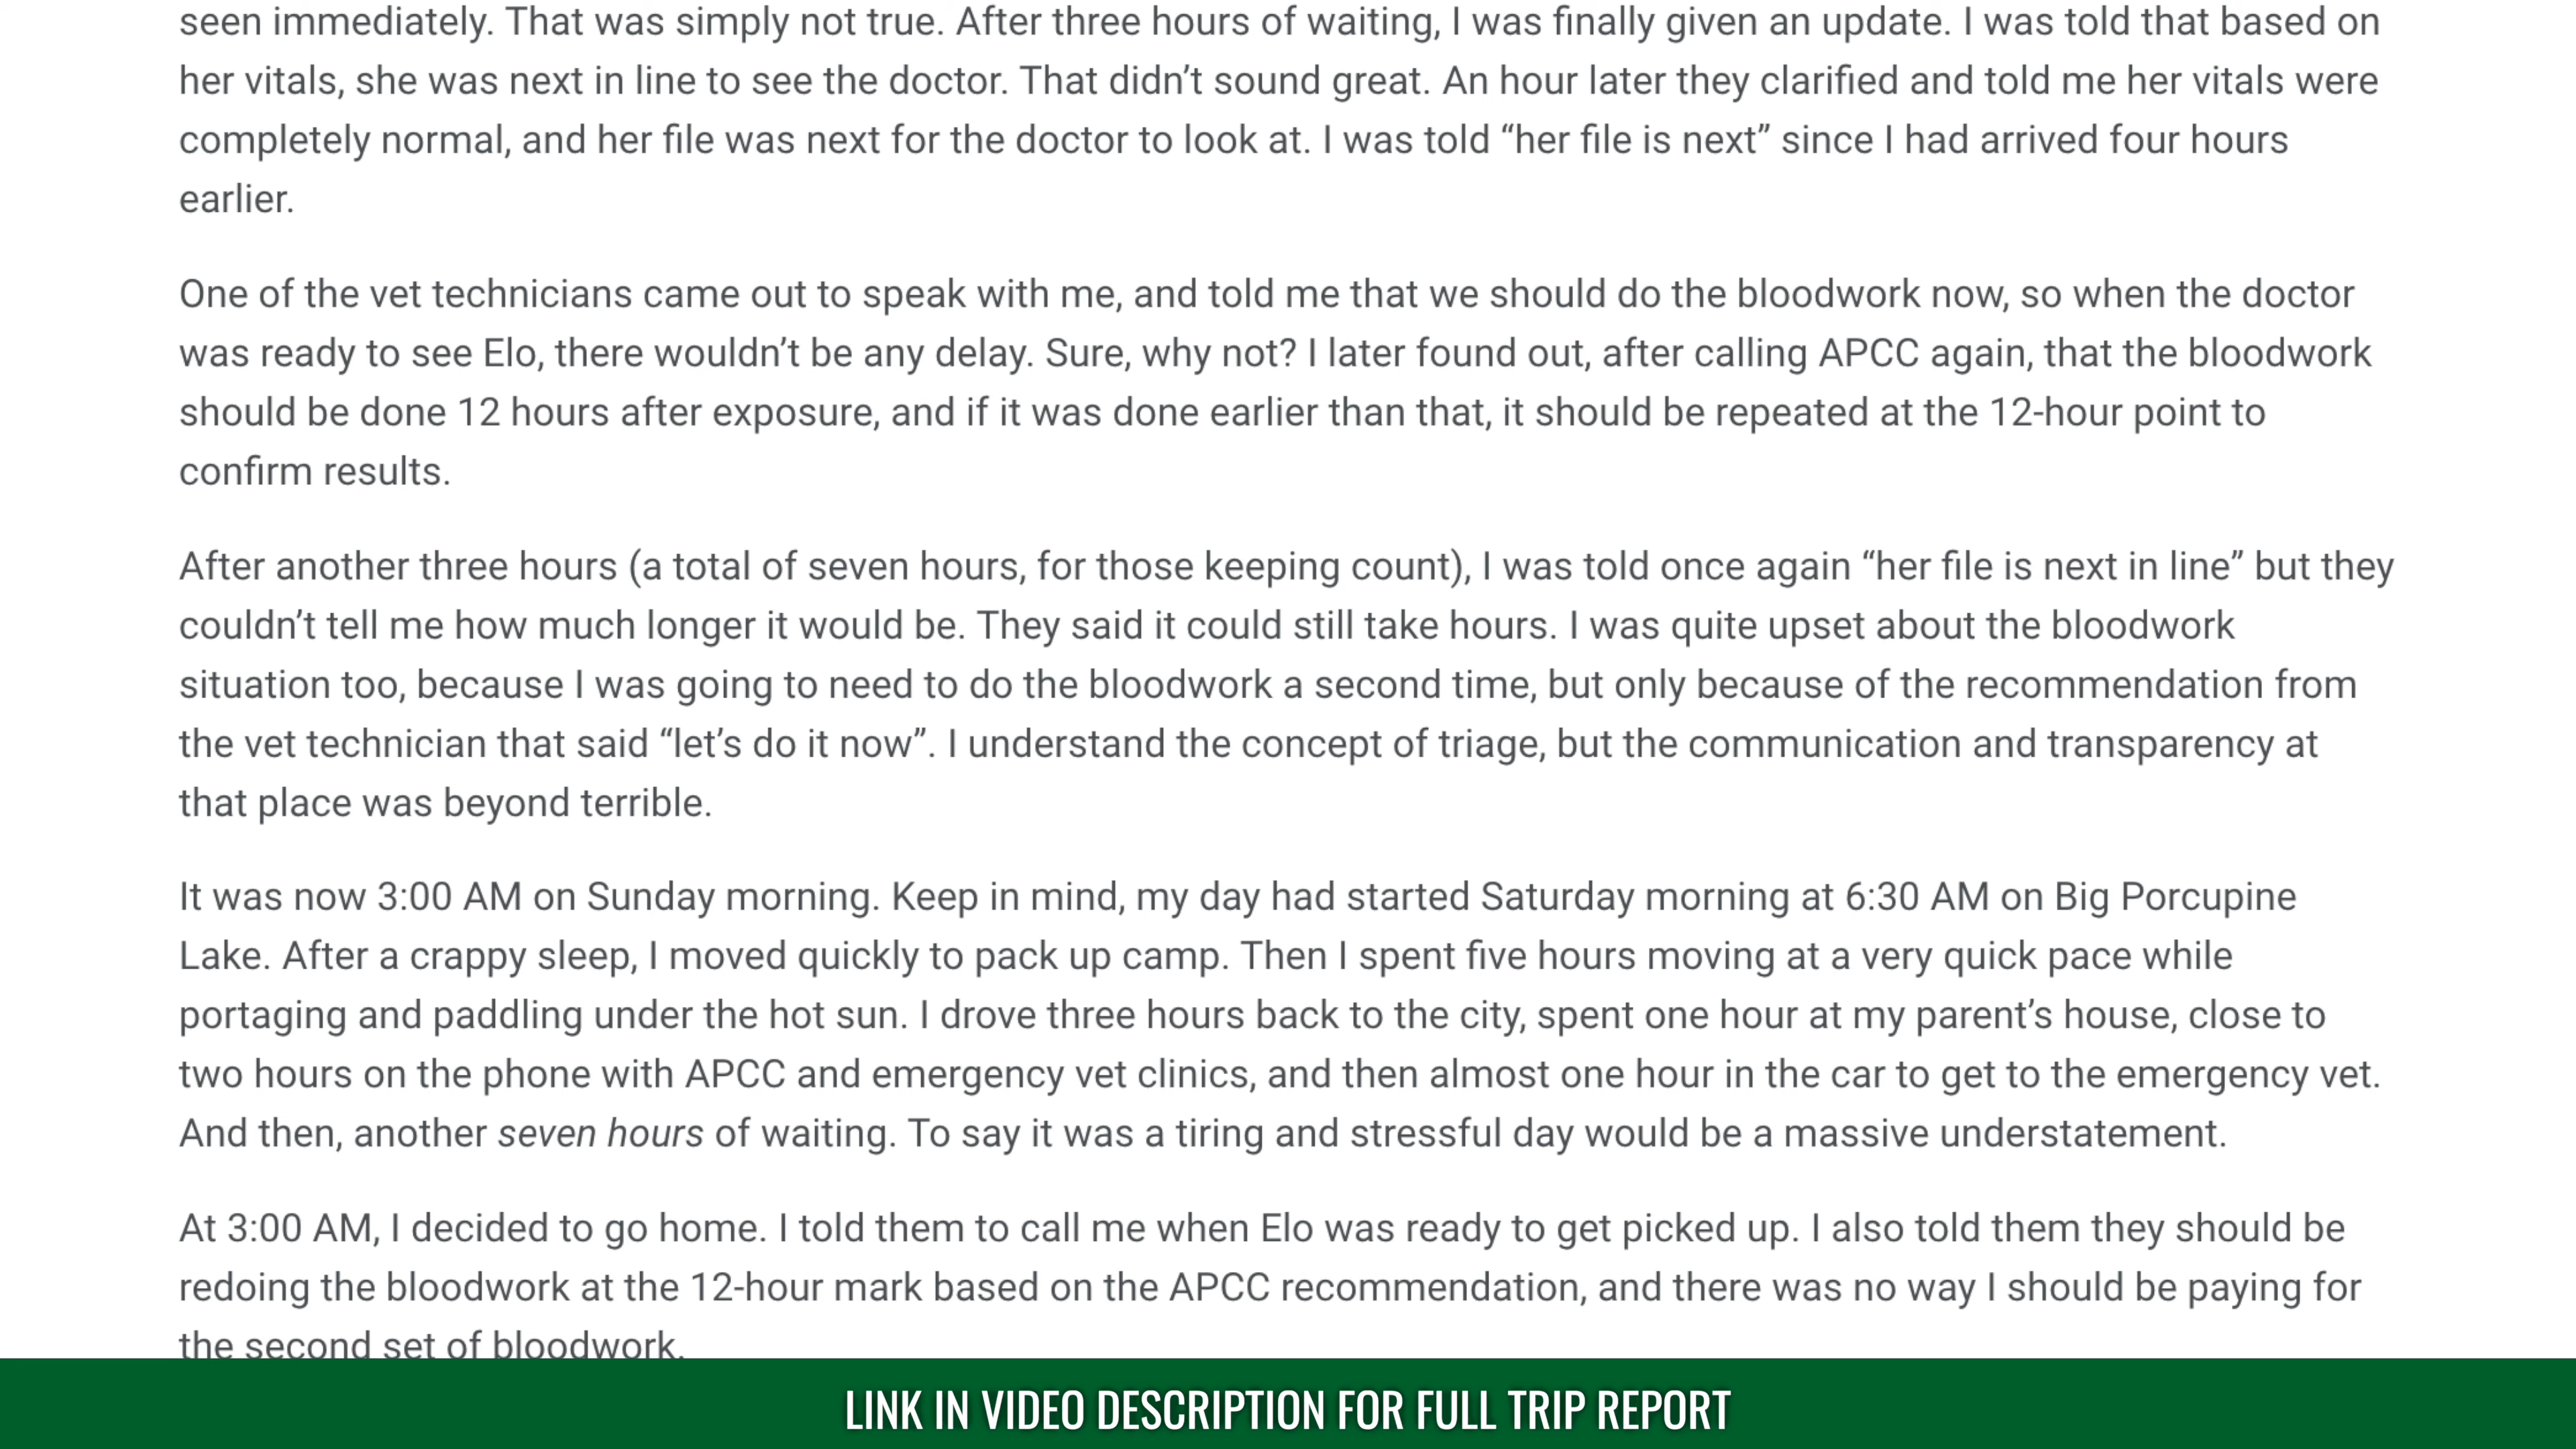 seen immediately. That was simply not true. After three hours of waiting, I was finally given an update. I was told that based on
her vitals, she was next in line to see the doctor. That didn’t sound great. An hour later they clarified and told me her vitals were
completely normal, and her file was next for the doctor to look at. I was told “her file is next” since I had arrived four hours
earlier.
One of the vet technicians came out to speak with me, and told me that we should do the bloodwork now, so when the doctor
was ready to see Elo, there wouldn’t be any delay. Sure, why not? I later found out, after calling APCC again, that the bloodwork
should be done 12 hours after exposure, and if it was done earlier than that, it should be repeated at the 12-hour point to
confirm results.
After another three hours (a total of seven hours, for those keeping count), I was told once again “her file is next in line” but they
couldn’t tell me how much longer it would be. They said it could still take hours. I was quite upset about the bloodwork
situation too, because I was going to need to do the bloodwork a second time, but only because of the recommendation from
the vet technician that said “let’s do it now”. I understand the concept of triage, but the communication and transparency at
that place was beyond terrible.
It was now 3:00 AM on Sunday morning. Keep in mind, my day had started Saturday morning at 6:30 AM on Big Porcupine
Lake. After a crappy sleep, I moved quickly to pack up camp. Then I spent five hours moving at a very quick pace while
portaging and paddling under the hot sun. I drove three hours back to the city, spent one hour at my parent’s house, close to
two hours on the phone with APCC and emergency vet clinics, and then almost one hour in the car to get to the emergency vet.
And then, another seven hours of waiting. To say it was a tiring and stressful day would be a massive understatement.
At 3:00 AM, I decided to go home. I told them to call me when Elo was ready to get picked up. I also told them they should be
redoing the bloodwork at the 12-hour mark based on the APCC recommendation, and there was no way I should be paying for
the second set of bloodwork.
LINK IN VIDEO DESCRIPTION FOR FULL TRIP REPORT